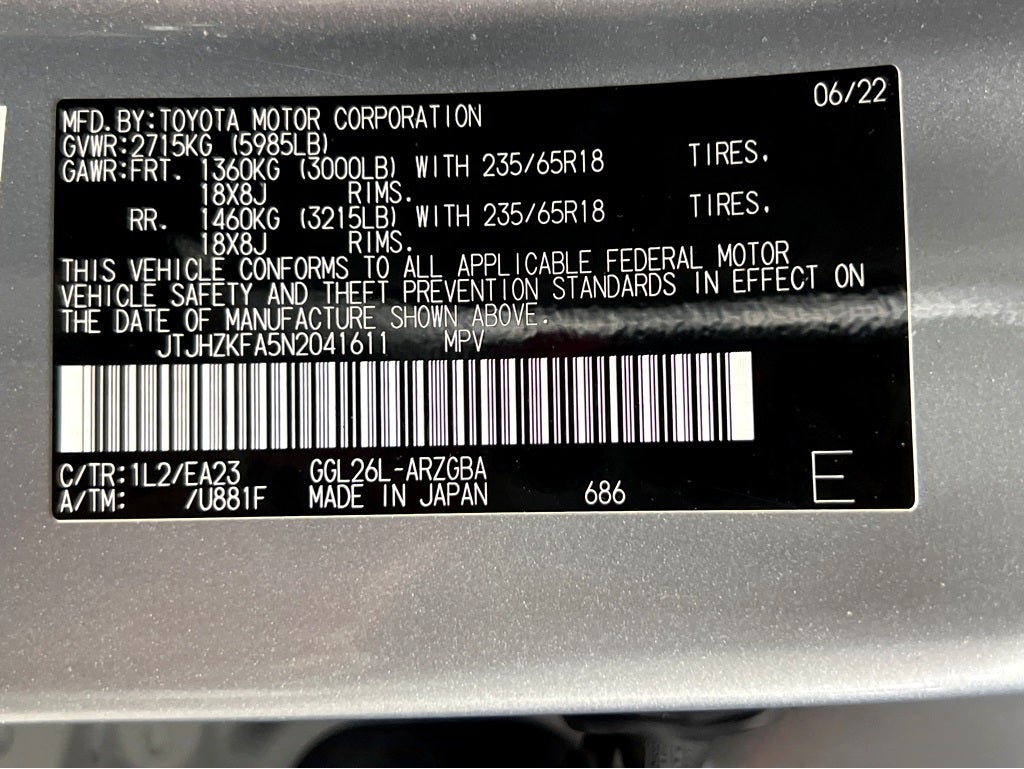 06/22
MFD.BY:TOYOTA MOTOR CORPORATION
GVWR:2715KG (5985LB)
GAWR:FRT. 1360KG (3000LB) WITH 235/65R18 TIRES.
18X8J RIMS.
RR. 1460KG (3215LB) WITH 235/65R18 TIRES.
18X8J RIMS.
THIS VEHICLE CONFORMS TO ALL APPLICABLE FEDERAL MOTOR
VEHICLE SAFETY AND THEFT PREVENTION STANDARDS IN EFFECT ON
THE DATE OF MANUFACTURE SHOWN ABOVE.
JTJHZKFA5N2041611 MPV
C/TR:1L2/EA23 GGL26L-ARZGBA
A/TM: /U881F MADE IN JAPAN 686 E